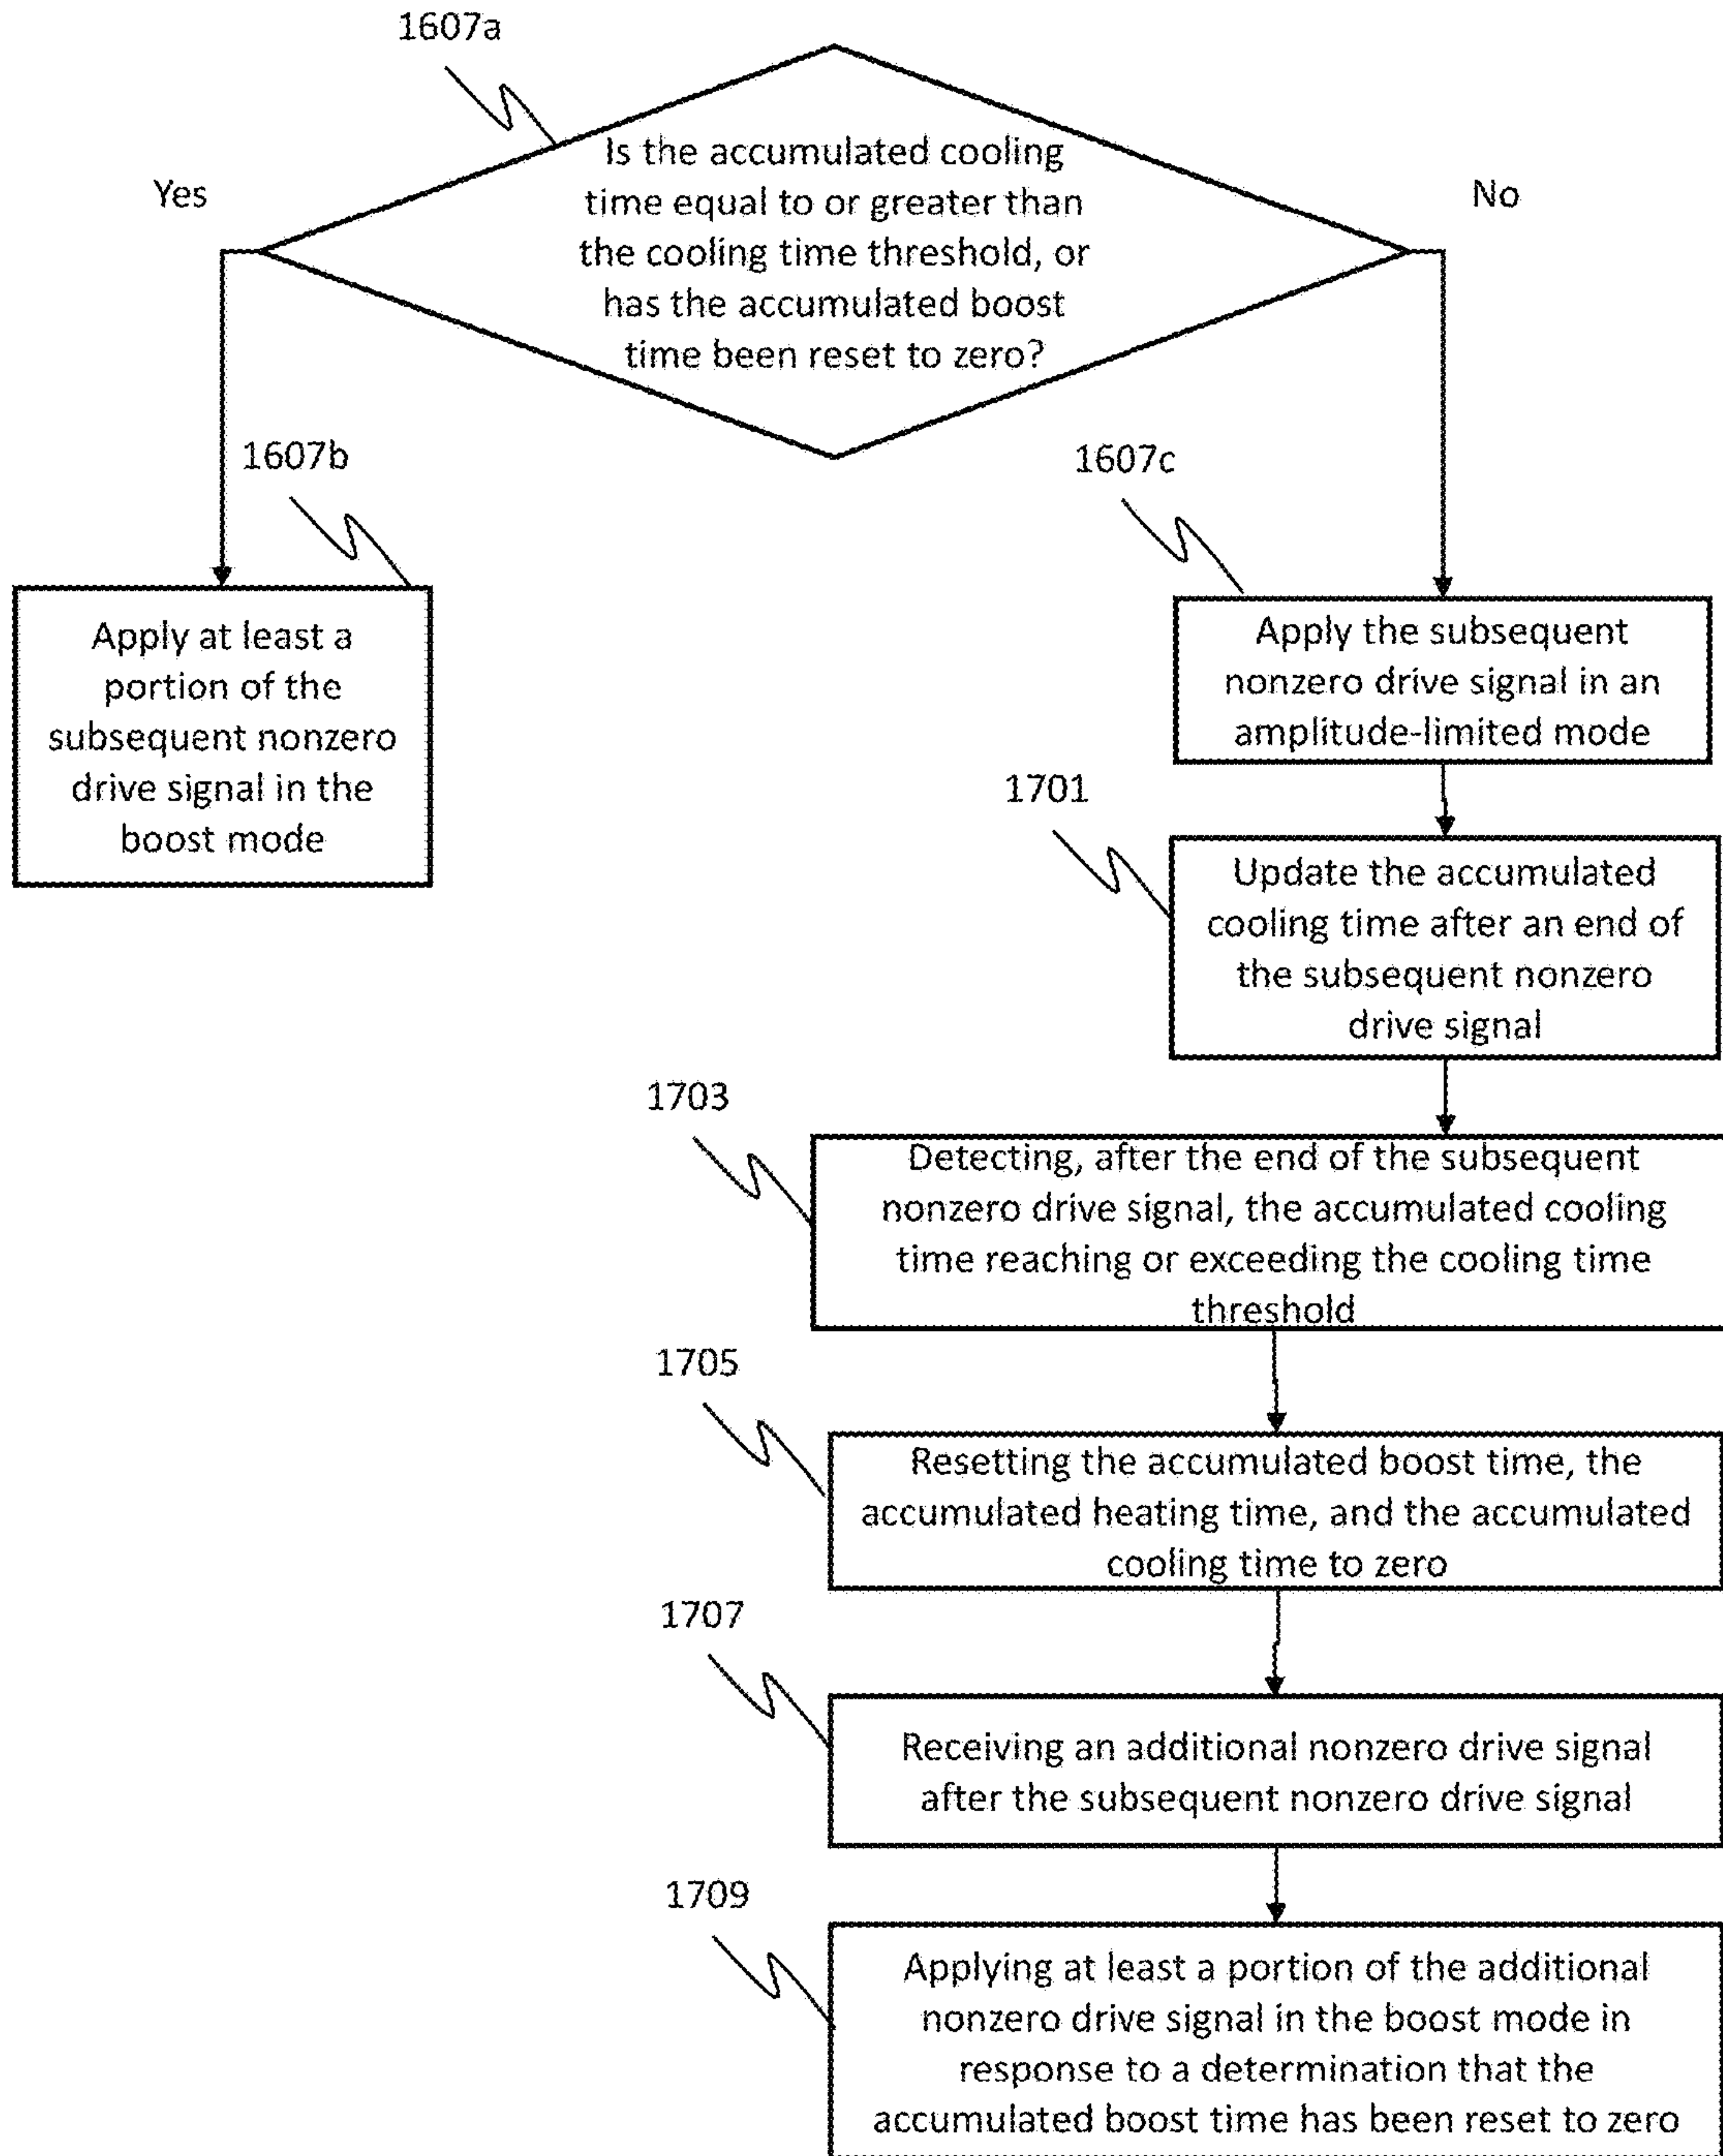 1607a
Is the accumulated cooling
time equal to or greater than
the cooling time threshold, or
has the accumulated boost
time been reset to zero?
Yes
No
1607b
Apply at least a
portion of the
subsequent nonzero
drive signal in the
boost mode
1607c
Apply the subsequent
nonzero drive signal in an
amplitude-limited mode
1701
Update the accumulated
cooling time after an end of
the subsequent nonzero
drive signal
1703
Detecting, after the end of the subsequent
nonzero drive signal, the accumulated cooling
time reaching or exceeding the cooling time
threshold
1705
Resetting the accumulated boost time, the
accumulated heating time, and the accumulated
cooling time to zero
1707
Receiving an additional nonzero drive signal
after the subsequent nonzero drive signal
1709
Applying at least a portion of the additional
nonzero drive signal in the boost mode in
response to a determination that the
accumulated boost time has been reset to zero